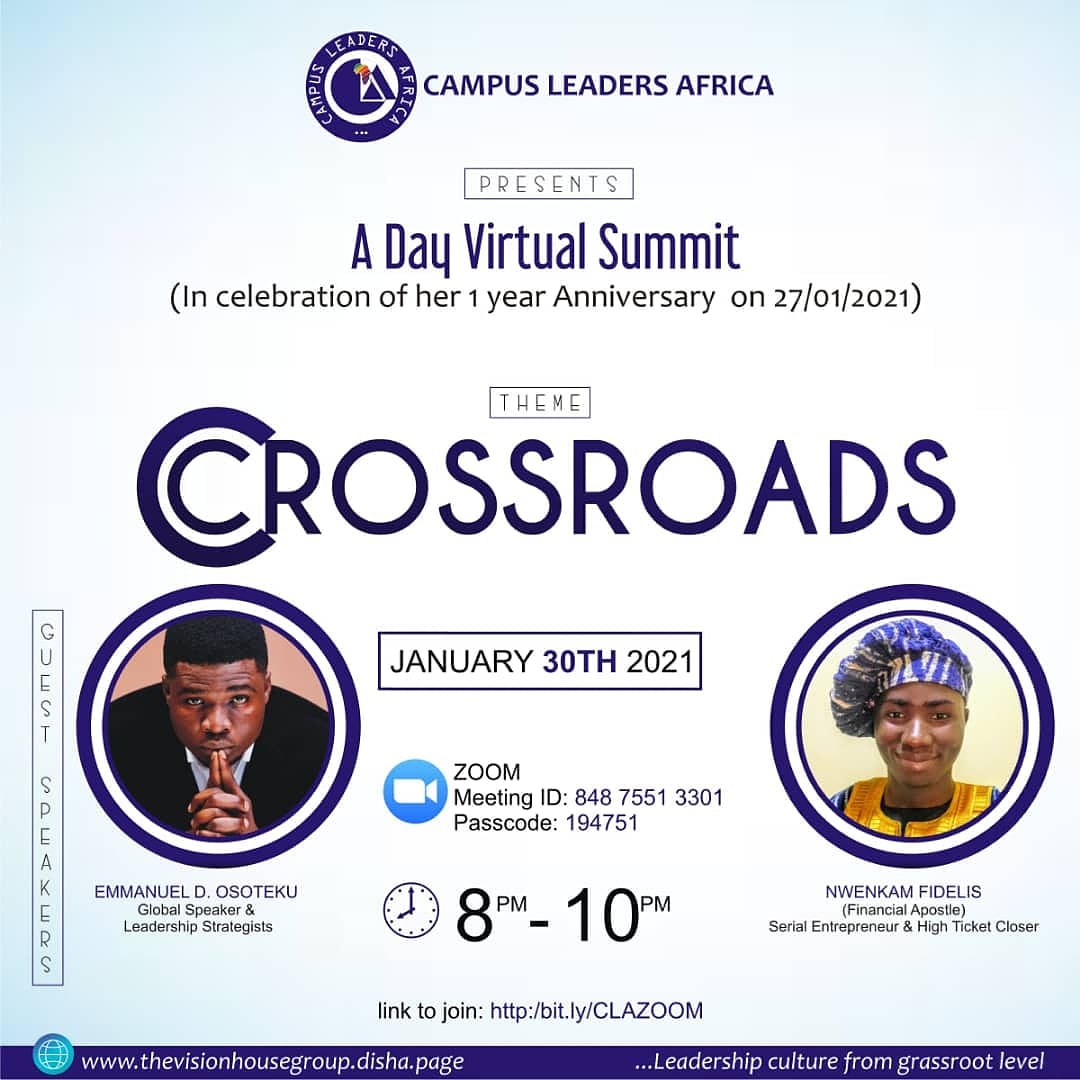 CAMPUS LEADERS AFRICA
CAMPUS LEADERS AFRICA
PRESENTS
A Day Virtual Summit
(In celebration of her 1 year Anniversary on 27/01/2021)
THEME
CROSSROADS
GUEST SPEAKERS
JANUARY 30TH 2021
ZOOM
Meeting ID: 848 7551 3301
Passcode: 194751
EMMANUEL D. OSOTEKU
Global Speaker &
Leadership Strategists
8PM - 10PM
NWENKAM FIDELIS
(Financial Apostle)
Serial Entrepreneur & High Ticket Closer
link to join: http:/bit.ly/CLAZOOM
www.thevisionhousegroup.disha.page
...Leadership culture from grassroot level